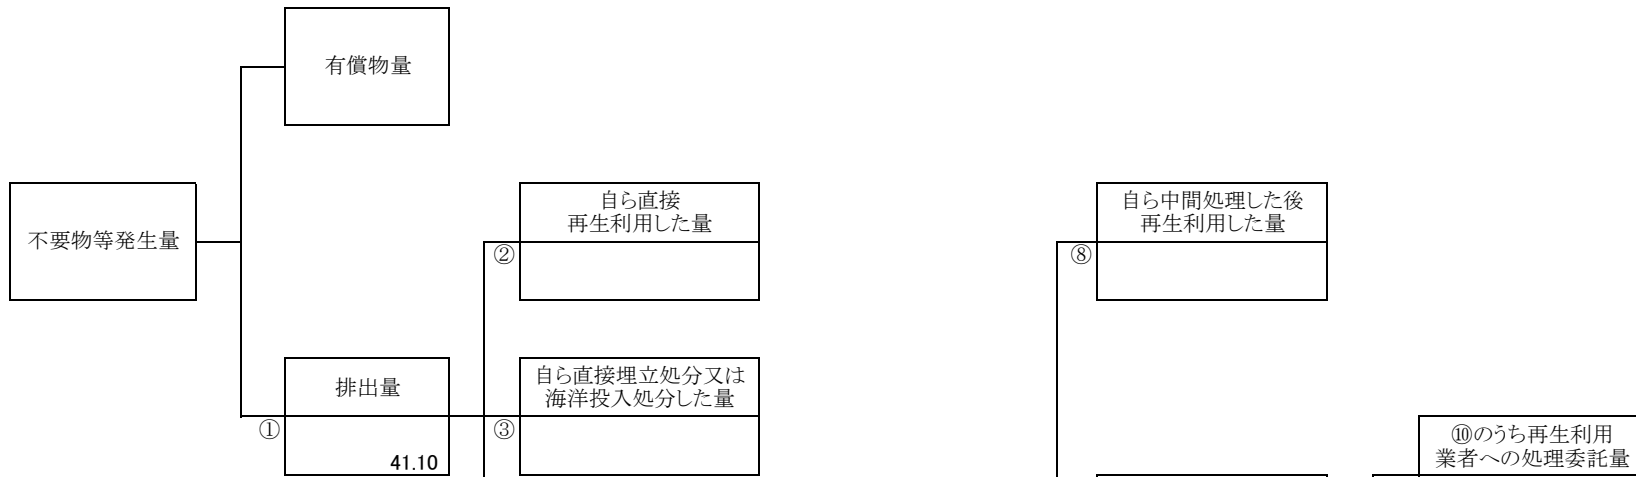 有償物量
不要物等発生量
自ら直接
再生利用した量
②
自ら中間処理した後
再生利用した量
⑧
排出量
①
41.10
自ら直接埋立処分又は
海洋投入処分した量
③
⑩のうち再生利用
業者への処理委託量